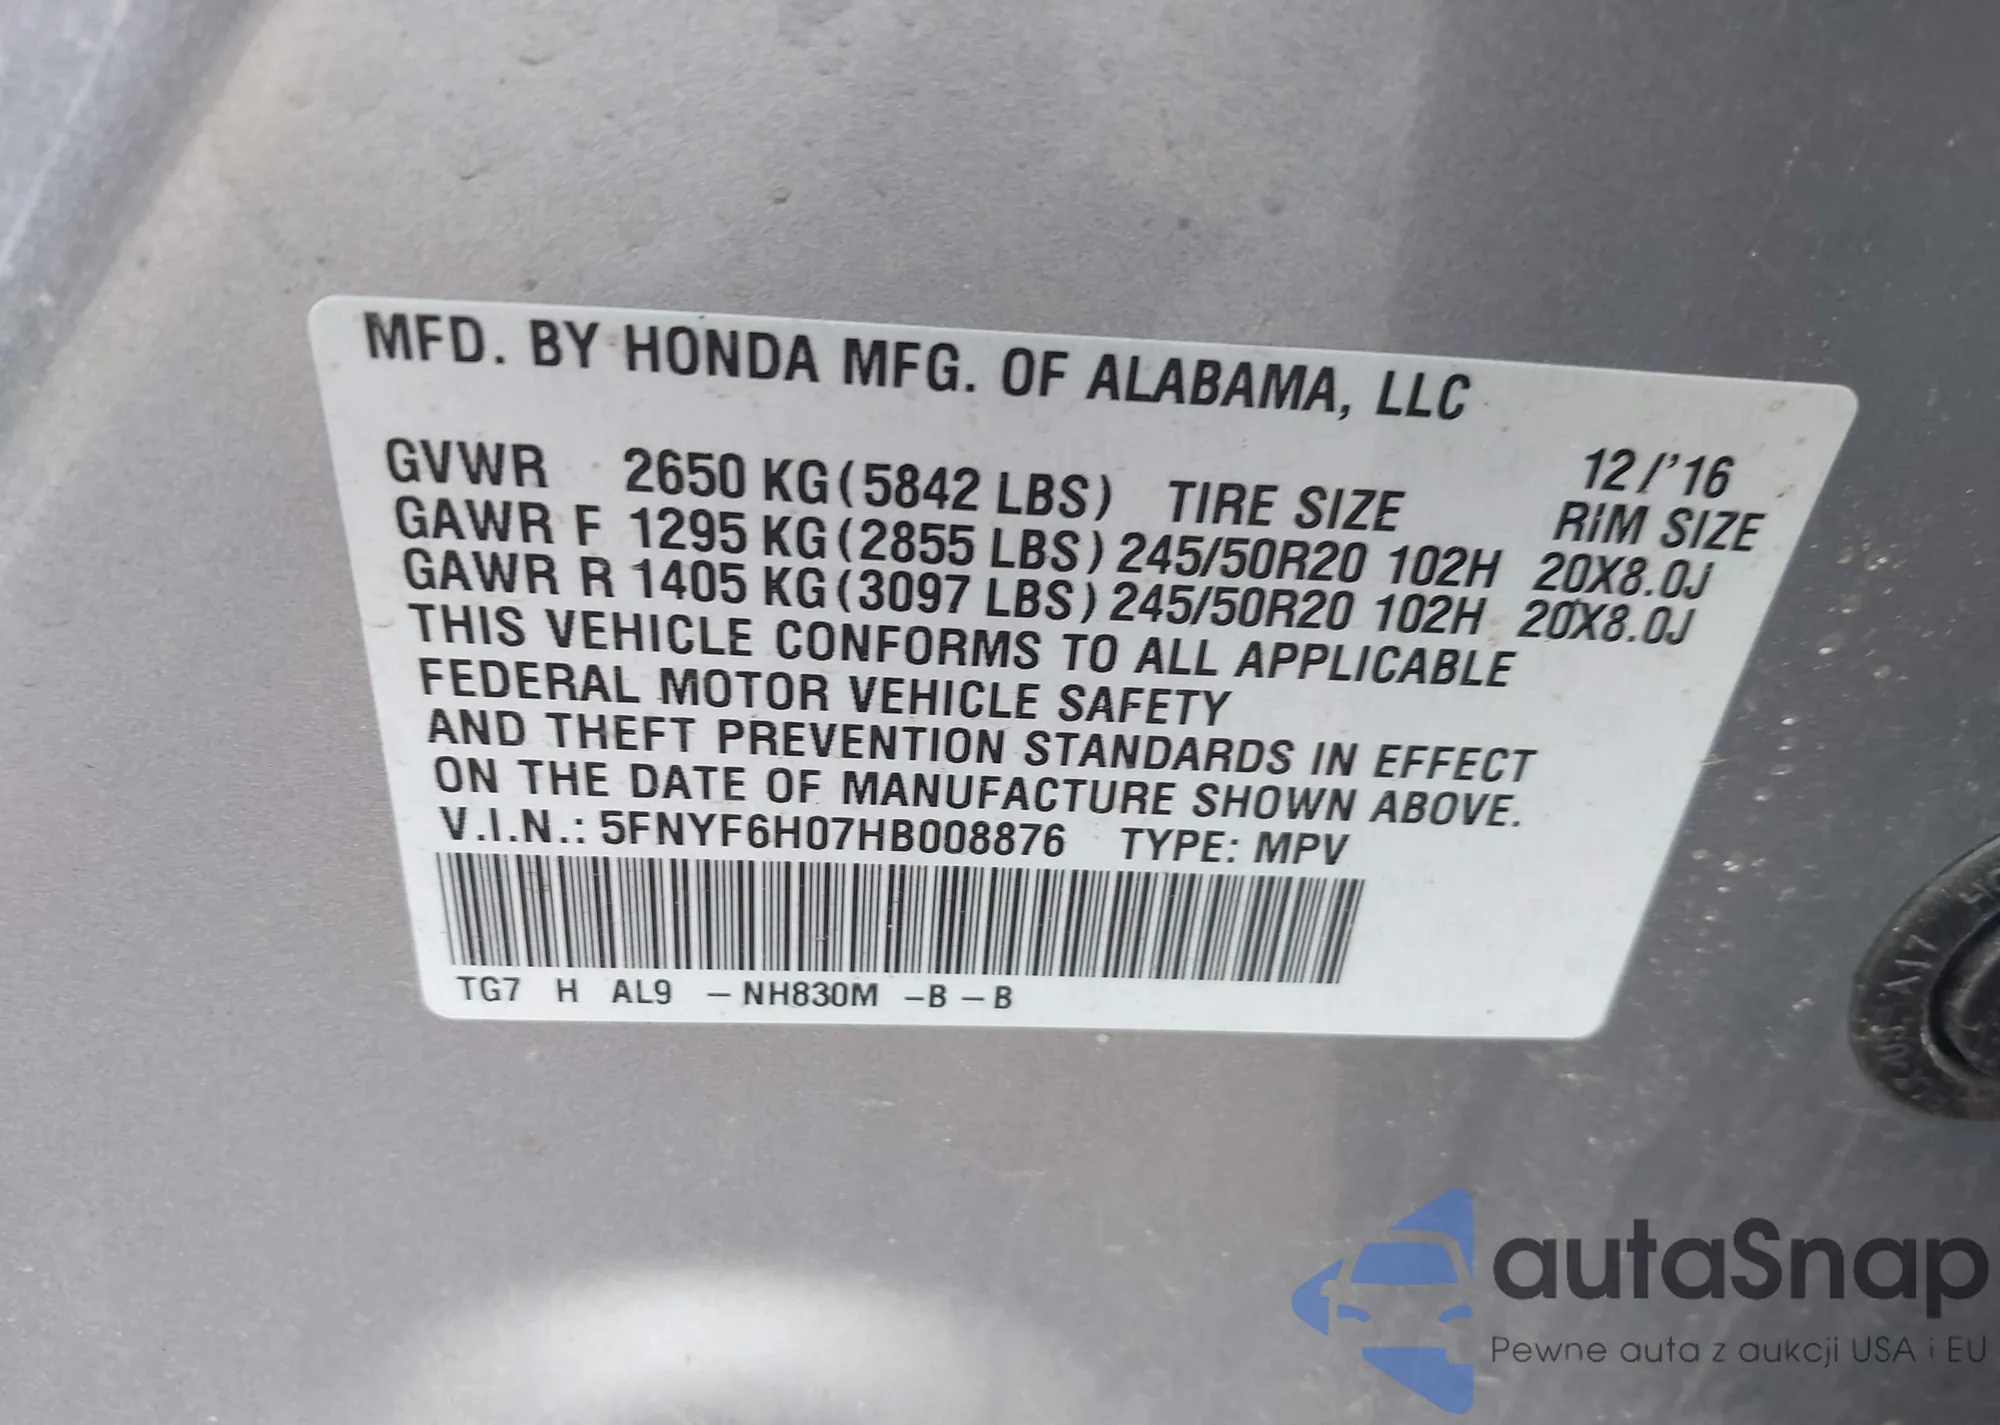 MFD. BY HONDA MFG. OF ALABAMA, LLC
12/'16
GVWR 2650 KG (5842 LBS) TIRE SIZE RIM SIZE
GAWR F 1295 KG (2855 LBS) 245/50R20 102H 20X8.0J
GAWR R 1405 KG (3097 LBS) 245/50R20 102H 20X8.0J
THIS VEHICLE CONFORMS TO ALL APPLICABLE
FEDERAL MOTOR VEHICLE SAFETY
AND THEFT PREVENTION STANDARDS IN EFFECT
ON THE DATE OF MANUFACTURE SHOWN ABOVE.
V.I.N.: 5FNYF6H07HB008876 TYPE: MPV
TG7 H AL9 – NH830M – B – B
A17
autaSnap
Pewne auta z aukcji USA i EU